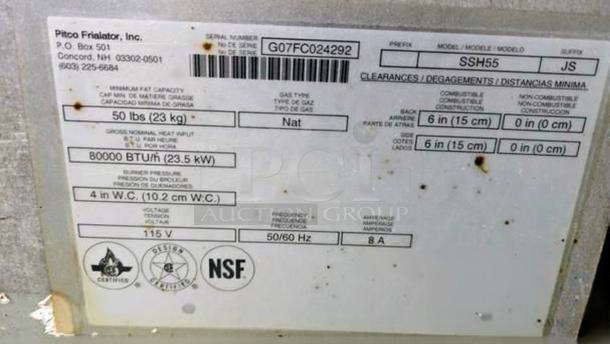 Pitco Frialator, Inc.
P.O. Box 501
Concord, NH 03302-0501
(603) 225-6684
SERIAL NUMBER
No DE SERIE
No DE SERIE
G07FC024292
PREFIX
MODEL / MODELE / MODELO
SSH55
SUFFIX
JS
CLEARANCES / DEGAGEMENTS / DISTANCIAS MINIMA
MINIMUM FAT CAPACITY
CAP MIN. DE MATIERE GRASSE
CAPACIDAD MINIMA DE GRASA
50 lbs (23 kg)
GAS TYPE
TYPE DE GAZ
TIPO DE GAS
Nat
COMBUSTIBLE
COMBUSTIBLE
CONSTRUCTION
NON-COMBUSTIBLE
NON-COMBUSTIBLE
CONSTRUCTION
BACK
ARRIERE
PARTE DE ATRAS
6 in (15 cm)
0 in (0 cm)
SIDE
COTES
LADOS
6 in (15 cm)
0 in (0 cm)
GROSS NOMINAL HEAT INPUT
B.T.U. PAR HEURE
B.T.U. POR HORA
80000 BTU/h (23.5 kW)
BURNER PRESSURE
PRESSION DU BRULEUR
PRESION DE QUEMADORES
4 in W.C. (10.2 cm W.C.)
VOLTAGE
TENSION
VOLTAJE
115 V
FREQUENCY
FREQUENCE
FRECUENCIA
50/60 Hz
AMPERAGE
AMPERAGE
AMPERIOS
8 A
CERTIFIED
DESIGN
CERTIFIED
NSF
PCI
AUCTION GROUP